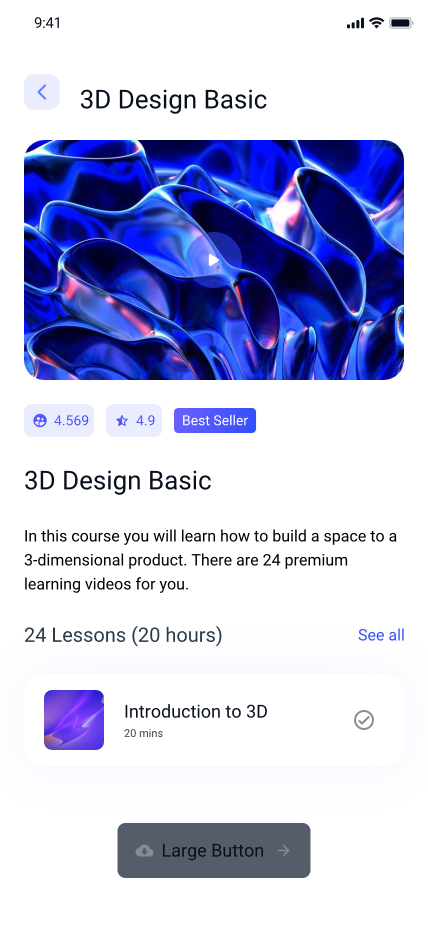 9:41
3D Design Basic
4.569
4.9
Best Seller
3D Design Basic
In this course you will learn how to build a space to a
3-dimensional product. There are 24 premium
learning videos for you.
24 Lessons (20 hours)
See all
Introduction to 3D
20 mins
Large Button